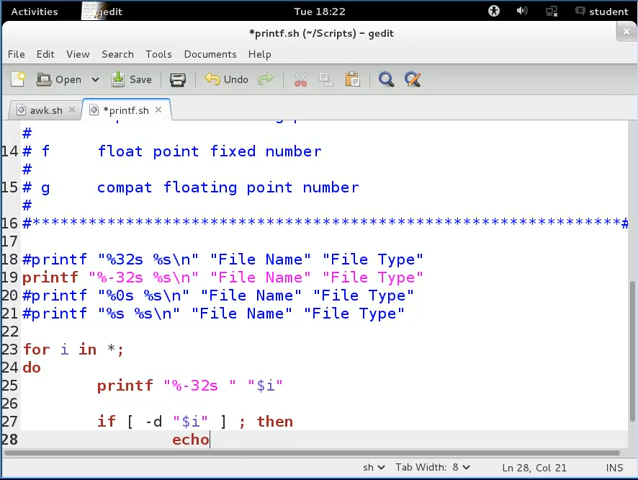 Activities gedit Tue 18:22 student
*printf.sh (~/Scripts) - gedit
File Edit View Search Tools Documents Help
Open Save Undo
awk.sh *printf.sh
#
14 # f float point fixed number
#
15 # g compat floating point number
#
16 #****************************************************************#
17
18 #printf "%32s %s\n" "File Name" "File Type"
19 printf "%-32s %s\n" "File Name" "File Type"
20 #printf "%0s %s\n" "File Name" "File Type"
21 #printf "%s %s\n" "File Name" "File Type"
22
23 for i in *;
24 do
25 printf "%-32s " "$i"
26
27 if [ -d "$i" ] ; then
28 echo
sh Tab Width: 8 Ln 28, Col 21 INS